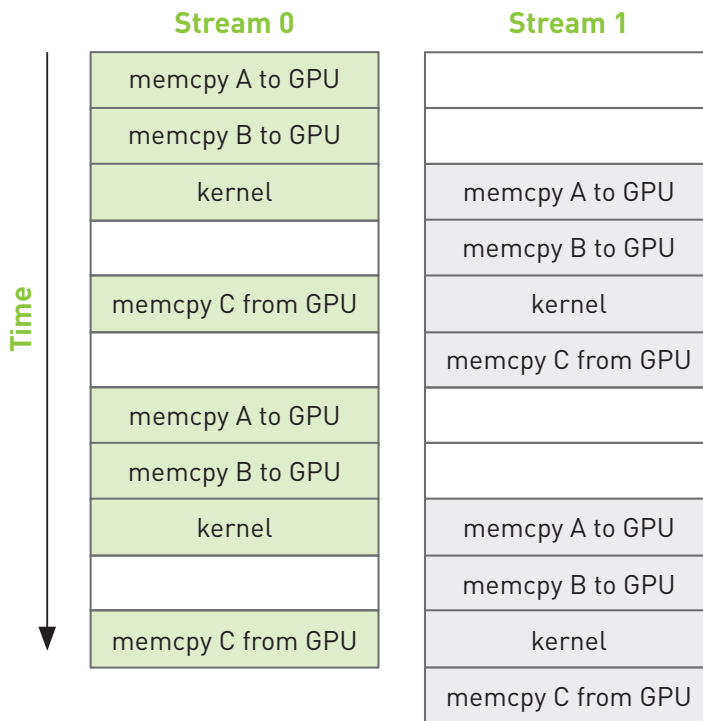 Stream 0
Stream 1
Time
memcpy A to GPU
memcpy B to GPU
kernel
memcpy A to GPU
memcpy B to GPU
memcpy C from GPU
kernel
memcpy C from GPU
memcpy A to GPU
memcpy B to GPU
kernel
memcpy A to GPU
memcpy B to GPU
memcpy C from GPU
kernel
memcpy C from GPU